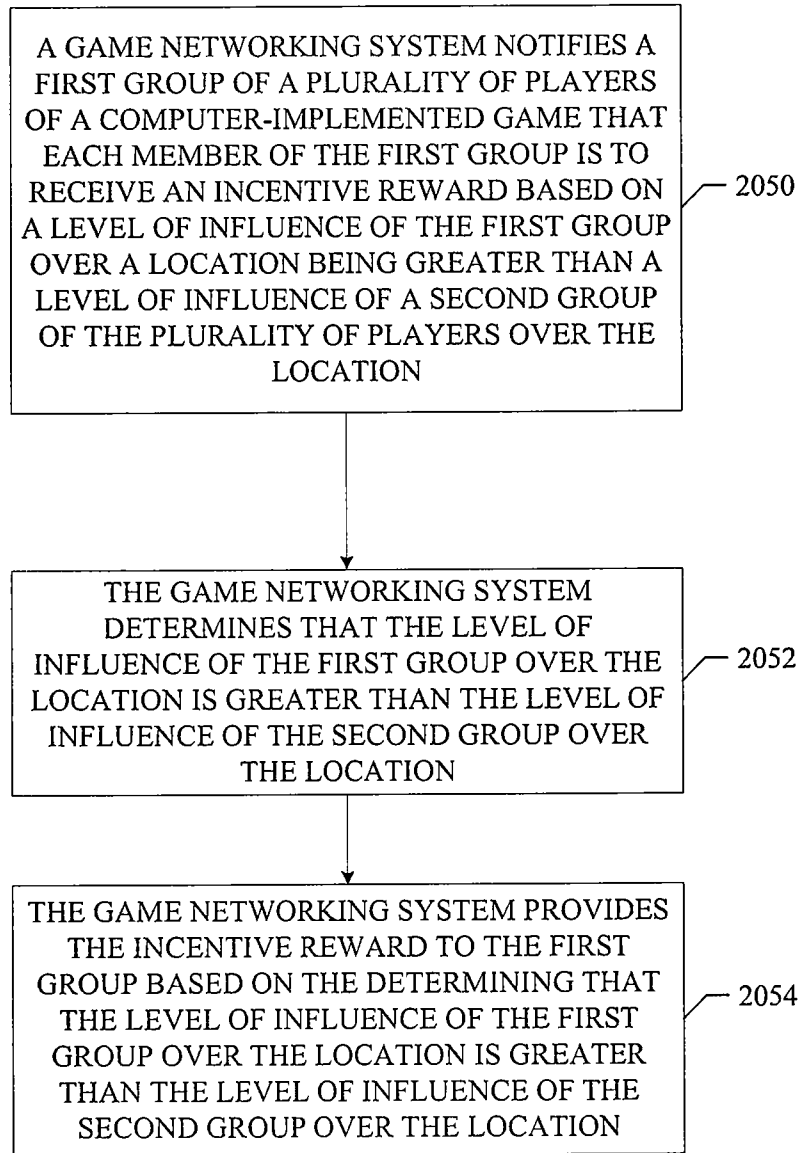 A GAME NETWORKING SYSTEM NOTIFIES A
FIRST GROUP OF A PLURALITY OF PLAYERS
OF A COMPUTER-IMPLEMENTED GAME THAT
EACH MEMBER OF THE FIRST GROUP IS TO
RECEIVE AN INCENTIVE REWARD BASED ON
A LEVEL OF INFLUENCE OF THE FIRST GROUP
OVER A LOCATION BEING GREATER THAN A
LEVEL OF INFLUENCE OF A SECOND GROUP
OF THE PLURALITY OF PLAYERS OVER THE
LOCATION
2050
THE GAME NETWORKING SYSTEM
DETERMINES THAT THE LEVEL OF
INFLUENCE OF THE FIRST GROUP OVER THE
LOCATION IS GREATER THAN THE LEVEL OF
INFLUENCE OF THE SECOND GROUP OVER
THE LOCATION
2052
THE GAME NETWORKING SYSTEM PROVIDES
THE INCENTIVE REWARD TO THE FIRST
GROUP BASED ON THE DETERMINING THAT
THE LEVEL OF INFLUENCE OF THE FIRST
GROUP OVER THE LOCATION IS GREATER
THAN THE LEVEL OF INFLUENCE OF THE
SECOND GROUP OVER THE LOCATION
2054